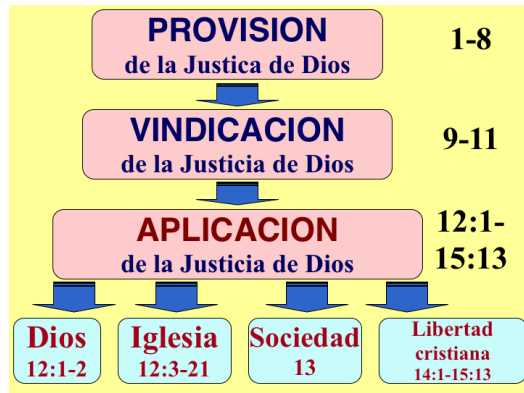 PROVISION
de la Justica de Dios
1-8
VINDICACION
de la Justicia de Dios
9-11
APLICACION
de la Justicia de Dios
12:1-
15:13
Dios
12:1-2
Iglesia
12:3-21
Sociedad
13
Libertad
cristiana
14:1-15:13